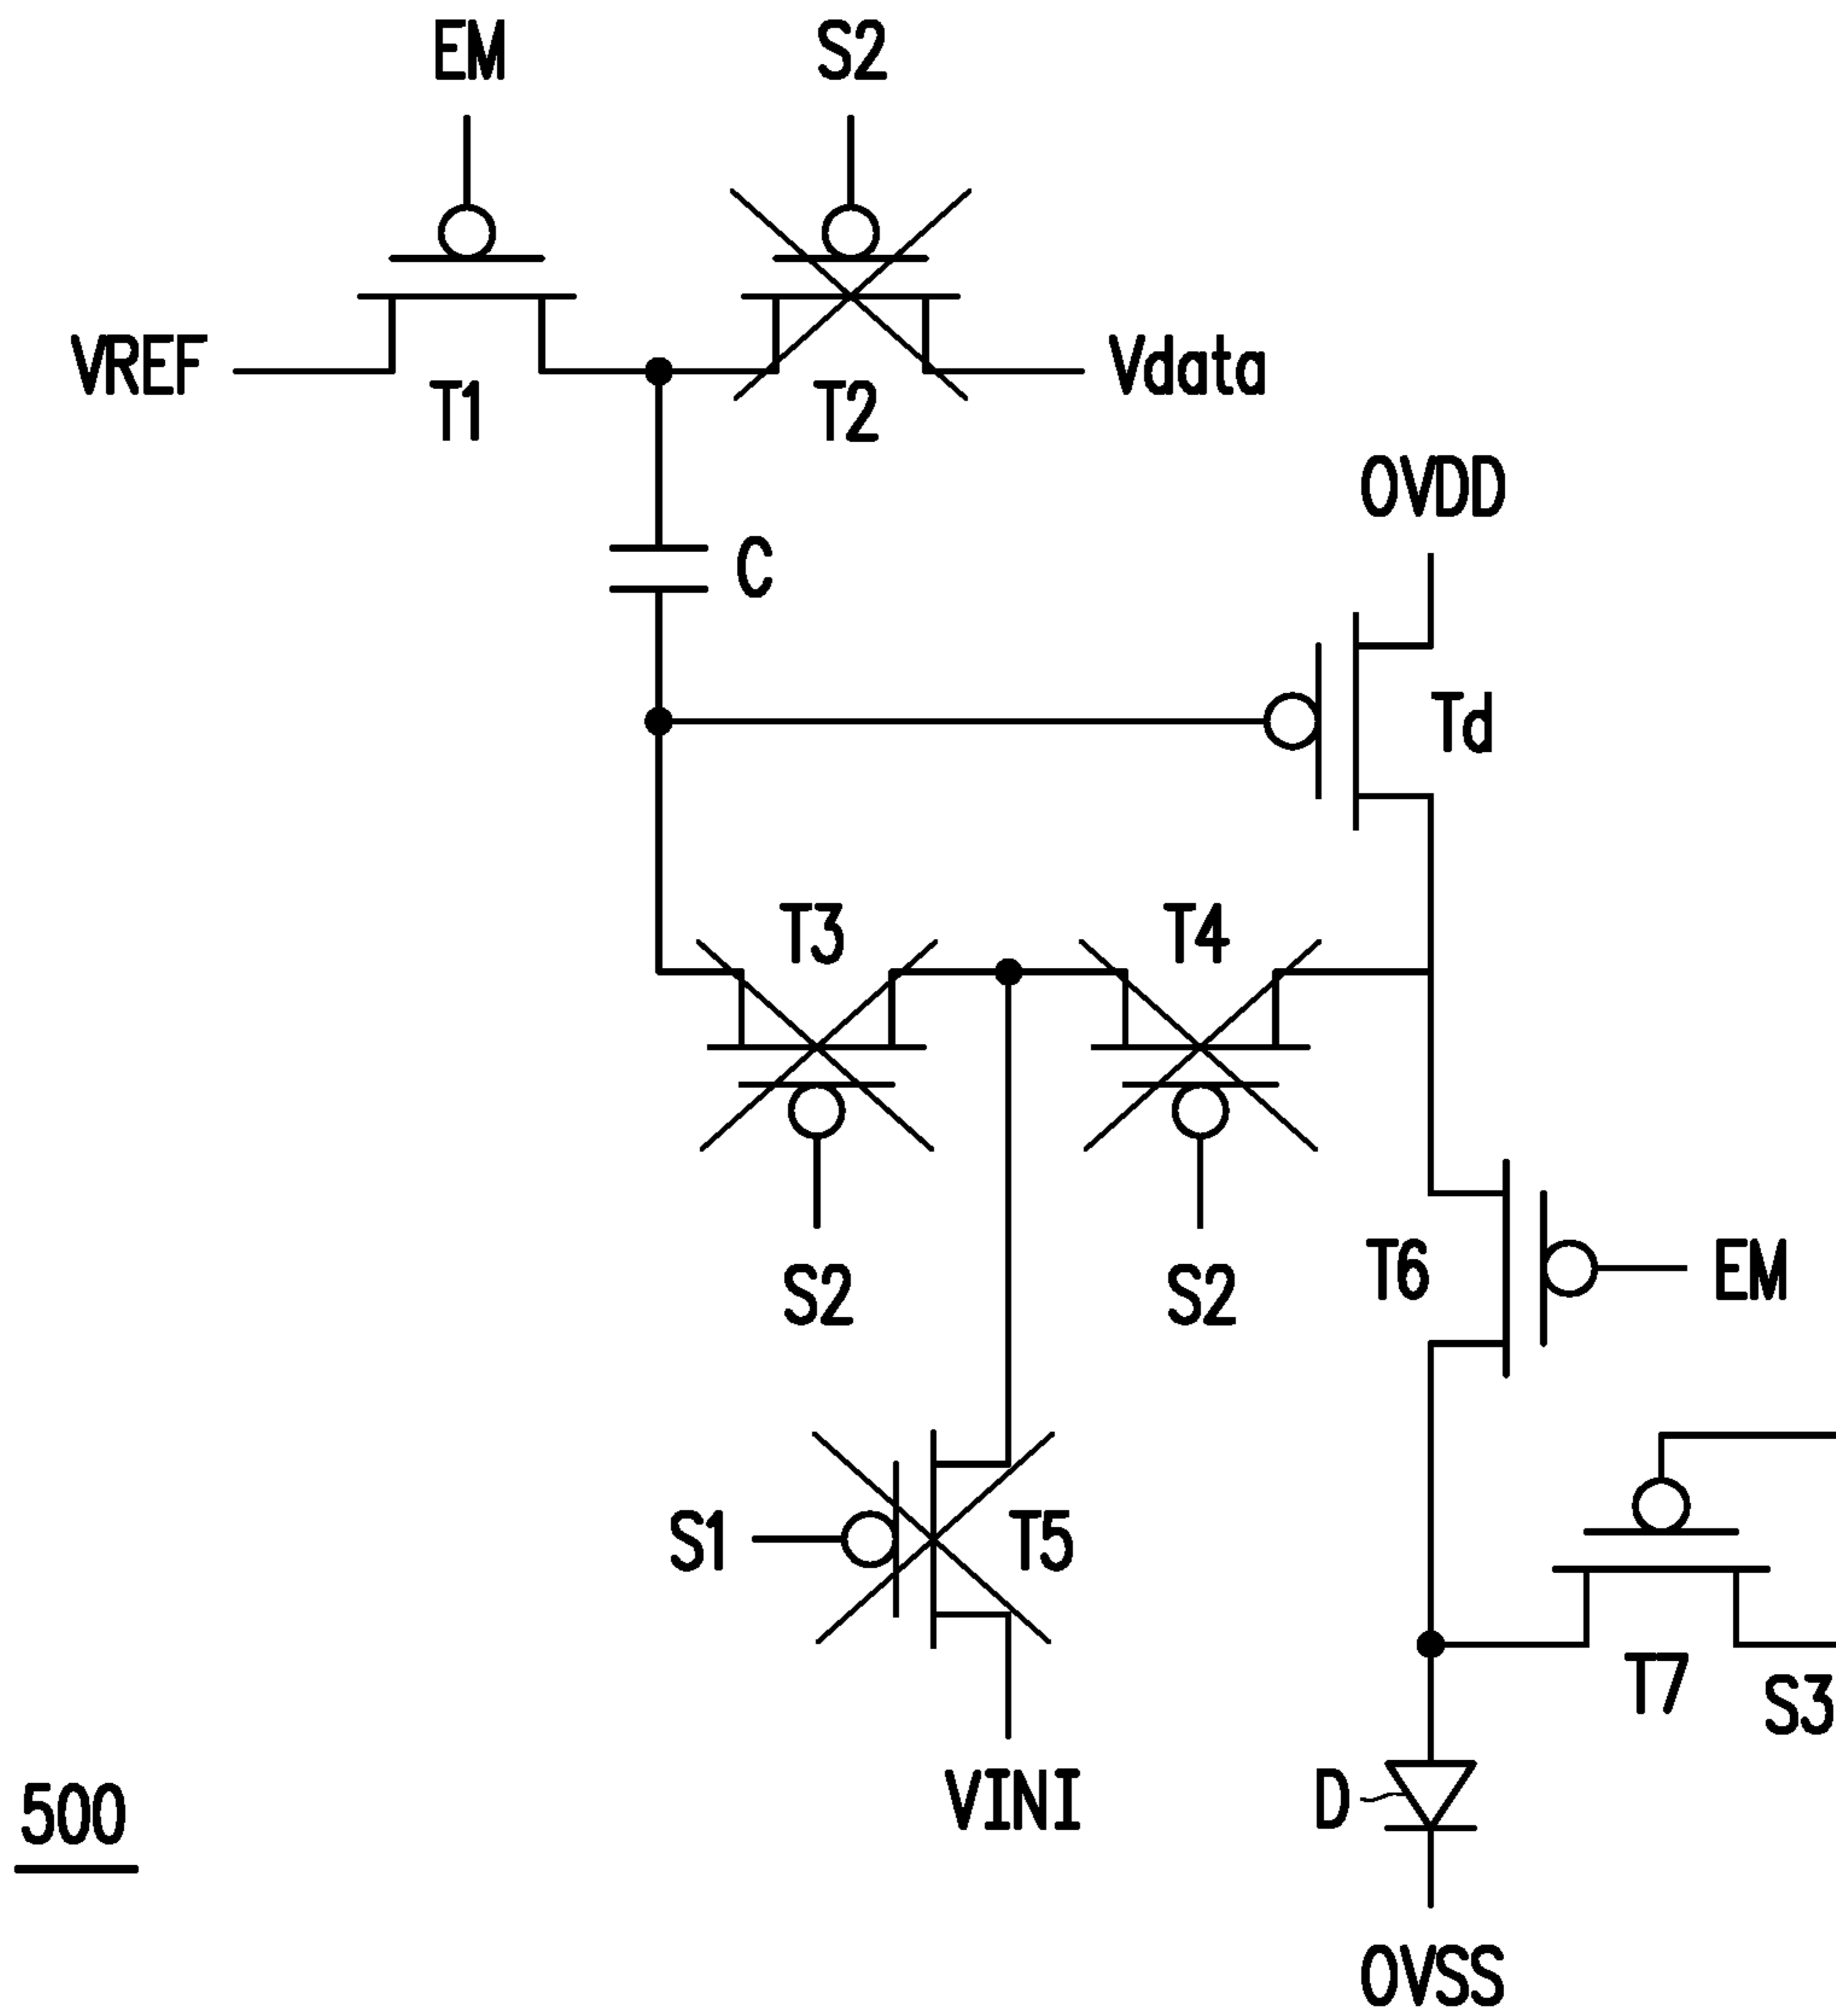 EM
S2
VREF
T1
T2
Vdata
OVDD
C
Td
T3
T4
S2
S2
T6
EM
S1
T5
T7
S3
VINI
D
500
OVSS